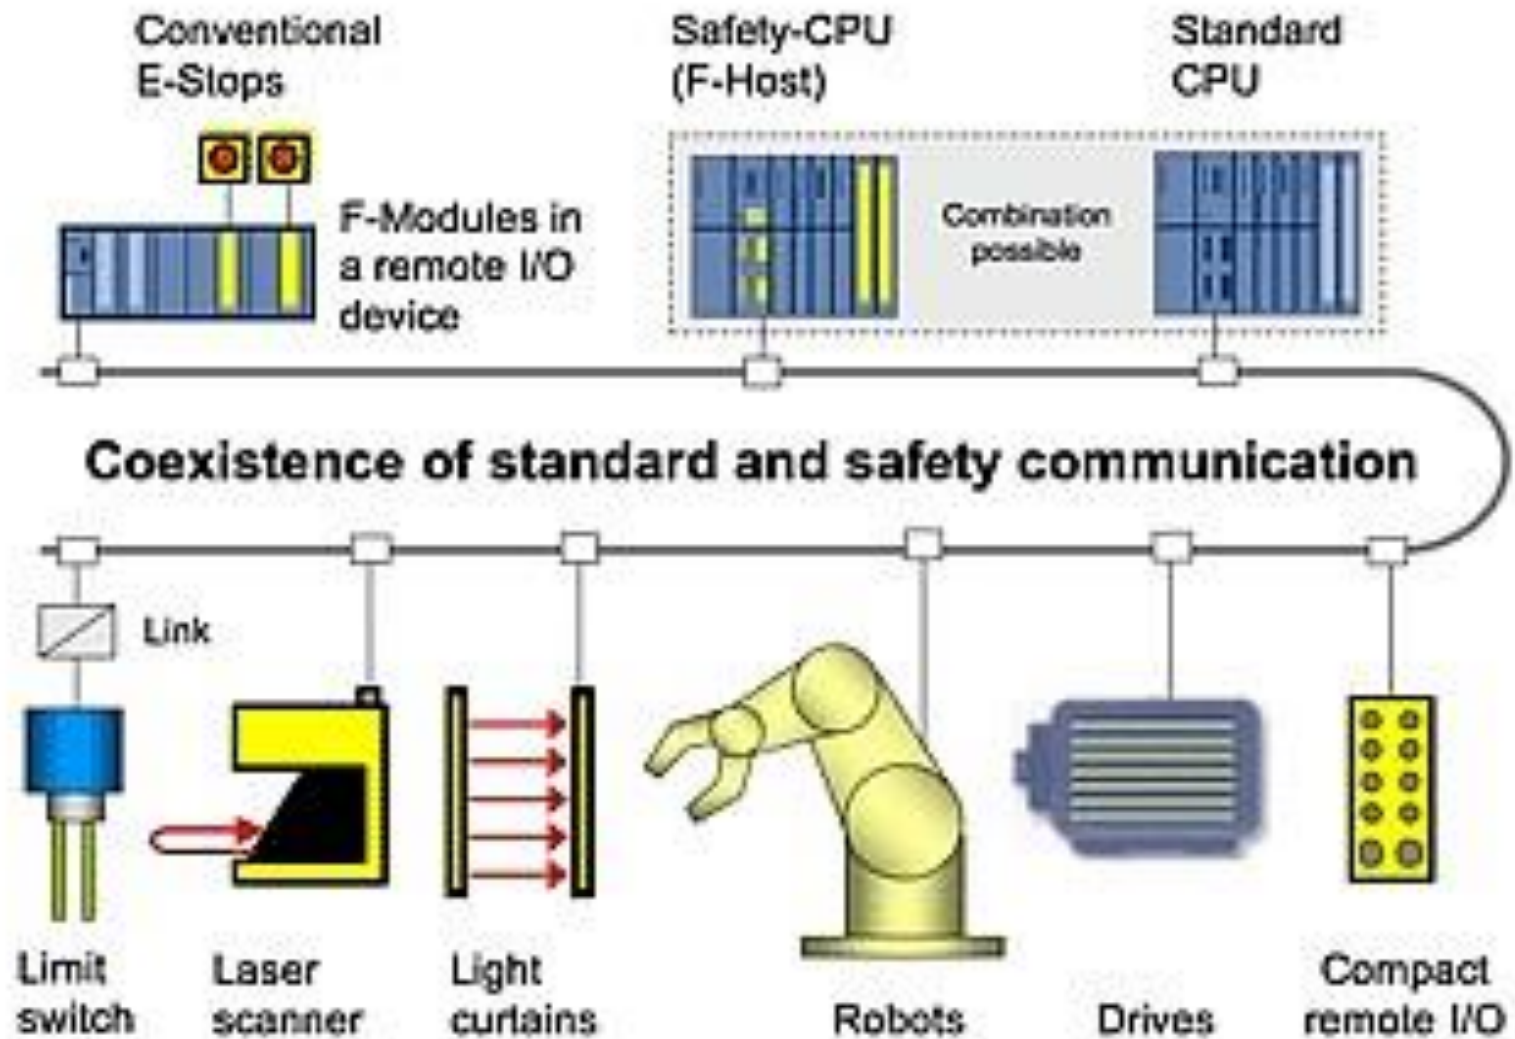 Conventional
E-Stops
Safety-CPU
(F-Host)
Standard
CPU
F-Modules in
a remote I/O
device
Combination
possible
Coexistence of standard and safety communication
Link
Limit
switch
Laser
scanner
Light
curtains
Robots
Drives
Compact
remote I/O